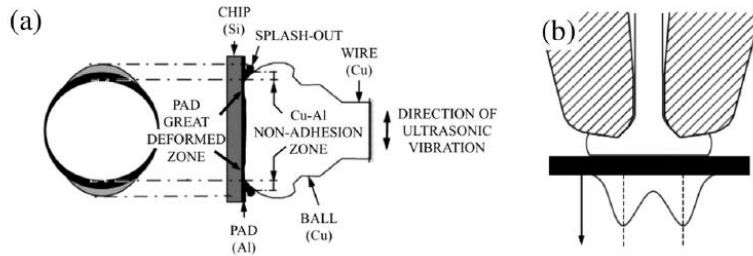 (a)
CHIP
(Si)
SPLASH-OUT
WIRE
(Cu)
PAD
GREAT
DEFORMED
ZONE
Cu-Al
NON-ADHESION
ZONE
DIRECTION OF
ULTRASONIC
VIBRATION
BALL
(Cu)
PAD
(Al)
(b)